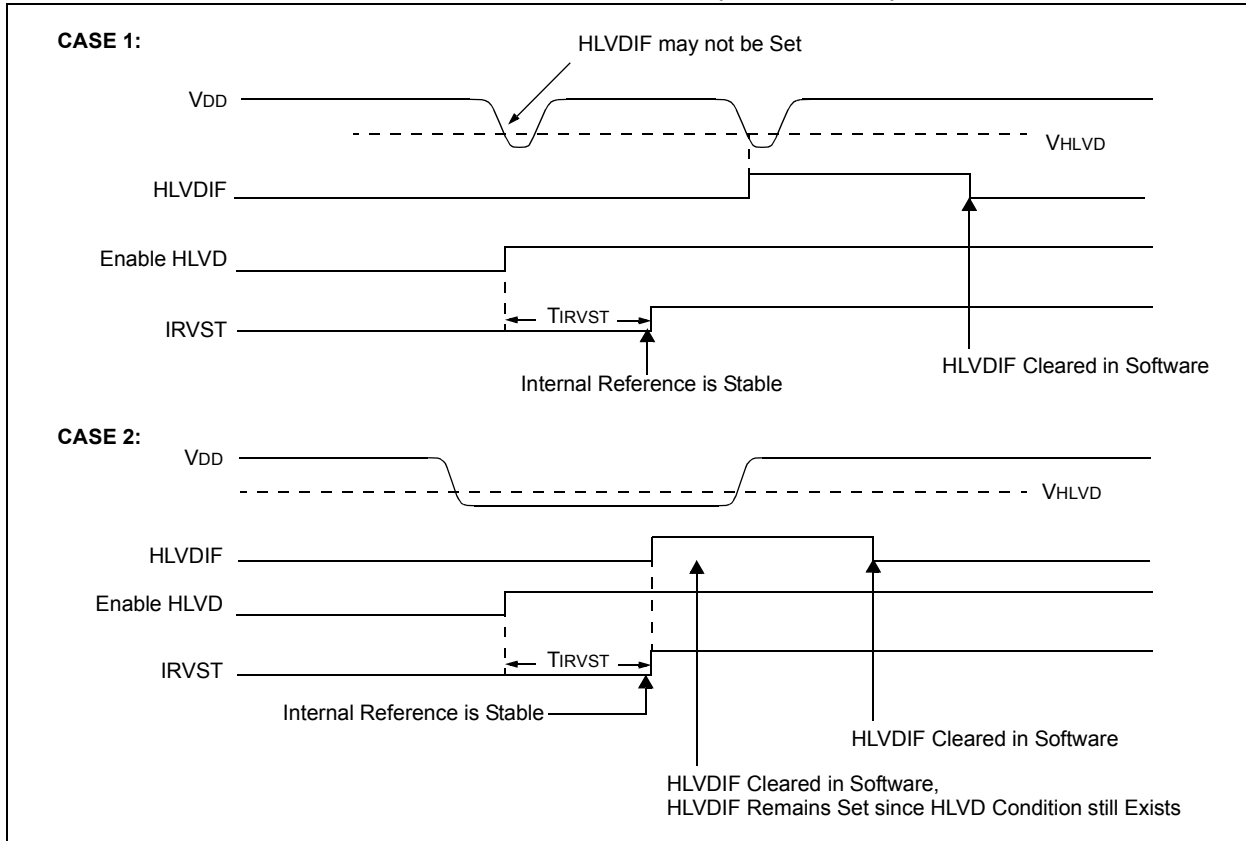 CASE 1:
HLVDIF may not be Set
VDD
VHLVD
HLVDIF
Enable HLVD
TIRVST
IRVST
Internal Reference is Stable
HLVDIF Cleared in Software
CASE 2:
VDD
VHLVD
HLVDIF
Enable HLVD
TIRVST
IRVST
Internal Reference is Stable
HLVDIF Cleared in Software
HLVDIF Cleared in Software,
HLVDIF Remains Set since HLVD Condition still Exists